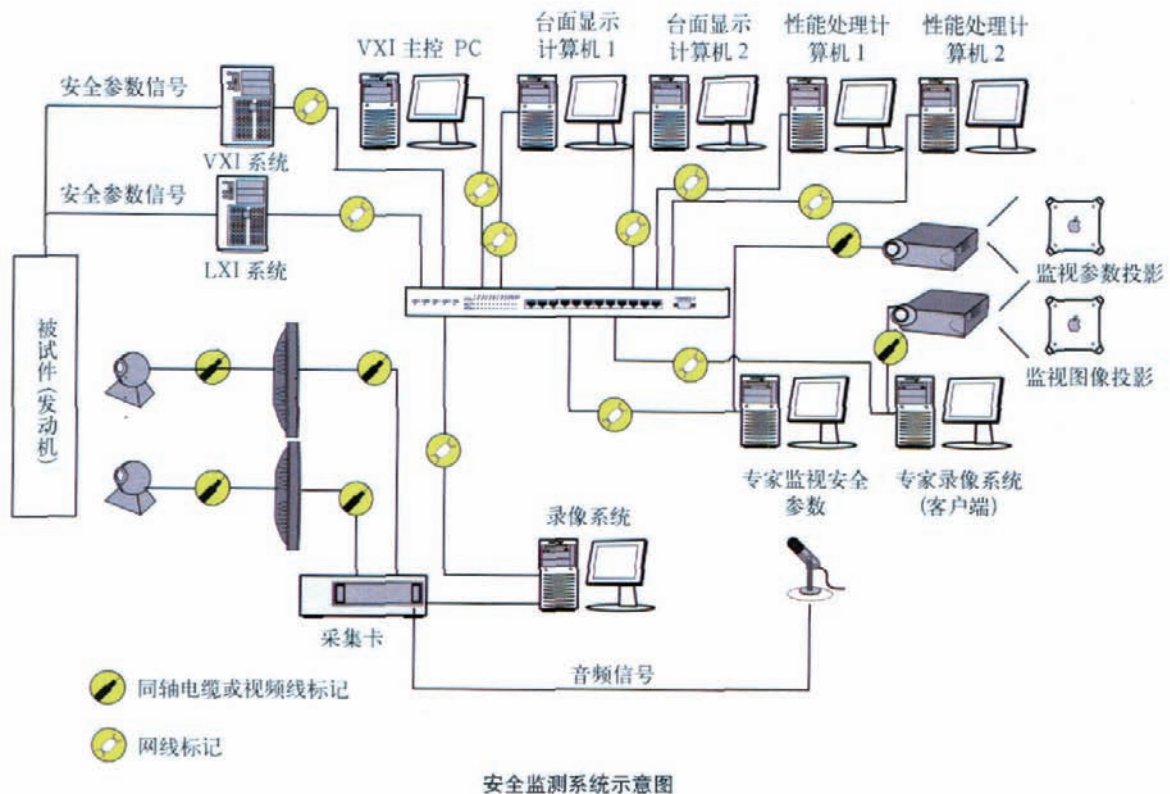 台面显示
计算机 1
台面显示
计算机 2
性能处理计
算机 1
性能处理计
算机 2
VXI 主控 PC
安全参数信号
VXI 系统
安全参数信号
LXI 系统
监视参数投影
监视图像投影
被试件(发动机)
专家监视安全
参数
专家录像系统
(客户端)
录像系统
采集卡
音频信号
同轴电缆或视频线标记
网线标记
安全监测系统示意图